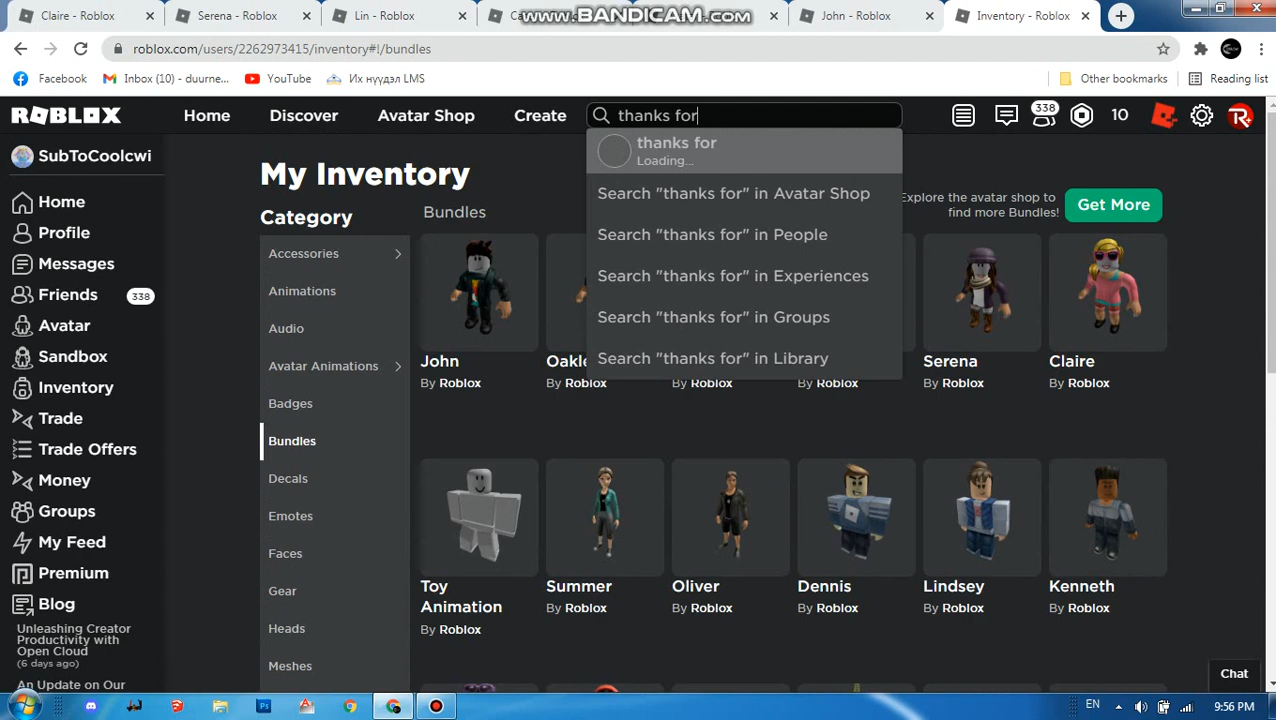 Claire - Roblox
Serena - Roblox
Lin - Roblox
www.BANDICAM.com
John - Roblox
Inventory - Roblox
roblox.com/users/2262973415/inventory#!/bundles
Facebook
Inbox (10) - duurne...
YouTube
Их нүүдэл LMS
Other bookmarks
Reading list
ROBLOX
Home
Discover
Avatar Shop
Create
thanks for
338
10
thanks for
Loading...
Search "thanks for" in Avatar Shop
Search "thanks for" in People
Search "thanks for" in Experiences
Search "thanks for" in Groups
Search "thanks for" in Library
SubToCoolcwi
Home
Profile
Messages
Friends
338
Avatar
Sandbox
Inventory
Trade
Trade Offers
Money
Groups
My Feed
Premium
Blog
Unleashing Creator
Productivity with
Open Cloud
(6 days ago)
An Update on Our
My Inventory
Category
Accessories
Animations
Audio
Avatar Animations
Badges
Bundles
Decals
Emotes
Faces
Gear
Heads
Meshes
Bundles
Explore the avatar shop to
find more Bundles!
Get More
John
By Roblox
Oakle
By Roblox
By Roblox
By Roblox
Serena
By Roblox
Claire
By Roblox
Toy
Animation
By Roblox
Summer
By Roblox
Oliver
By Roblox
Dennis
By Roblox
Lindsey
By Roblox
Kenneth
By Roblox
Chat
EN
9:56 PM